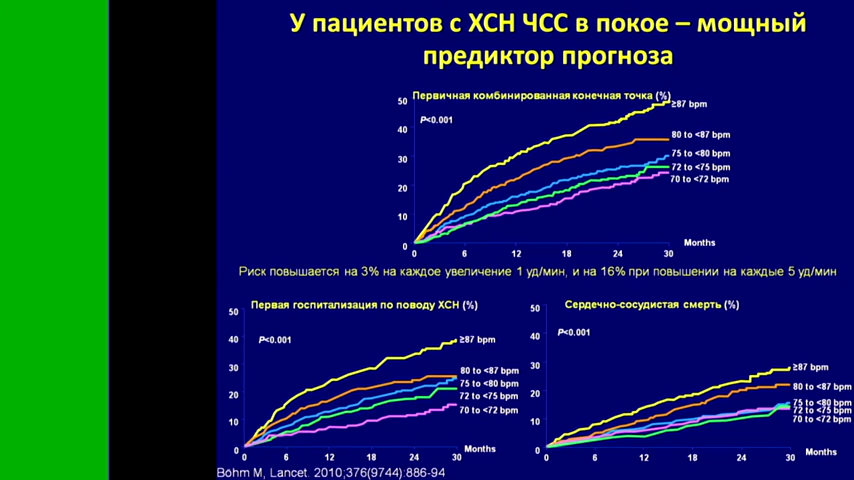 У пациентов с ХСН ЧСС в покое – мощный
предиктор прогноза
Первичная комбинированная конечная точка (%)
P<0.001
50
40
30
20
10
0
≥87 bpm
80 to <87 bpm
75 to <80 bpm
72 to <75 bpm
70 to <72 bpm
0 6 12 18 24 30 Months
Риск повышается на 3% на каждое увеличение 1 уд/мин, и на 16% при повышении на каждые 5 уд/мин
Первая госпитализация по поводу ХСН (%)
P<0.001
50
40
30
20
10
0
≥87 bpm
80 to <87 bpm
75 to <80 bpm
72 to <75 bpm
70 to <72 bpm
0 6 12 18 24 30 Months
Сердечно-сосудистая смерть (%)
P<0.001
50
40
30
20
10
0
≥87 bpm
80 to <87 bpm
75 to <80 bpm
72 to <75 bpm
70 to <72 bpm
0 6 12 18 24 30 Months
Böhm M, Lancet. 2010;376(9744):886-94